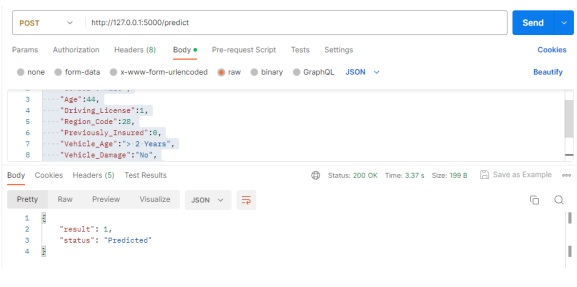 POST http://127.0.0.1:5000/predict Send
Params Authorization Headers (8) Body Pre-request Script Tests Settings Cookies
none form-data x-www-form-urlencoded raw binary GraphQL JSON Beautify
3 "Age":44,
4 "Driving_License":1,
5 "Region_Code":28,
6 "Previously_Insured":0,
7 "Vehicle_Age":"> 2 Years",
8 "Vehicle_Damage":"No",
Body Cookies Headers (5) Test Results Status: 200 OK Time: 3.37 s Size: 199 B Save as Example
Pretty Raw Preview Visualize JSON
1
2 "result": 1,
3 "status": "Predicted"
4